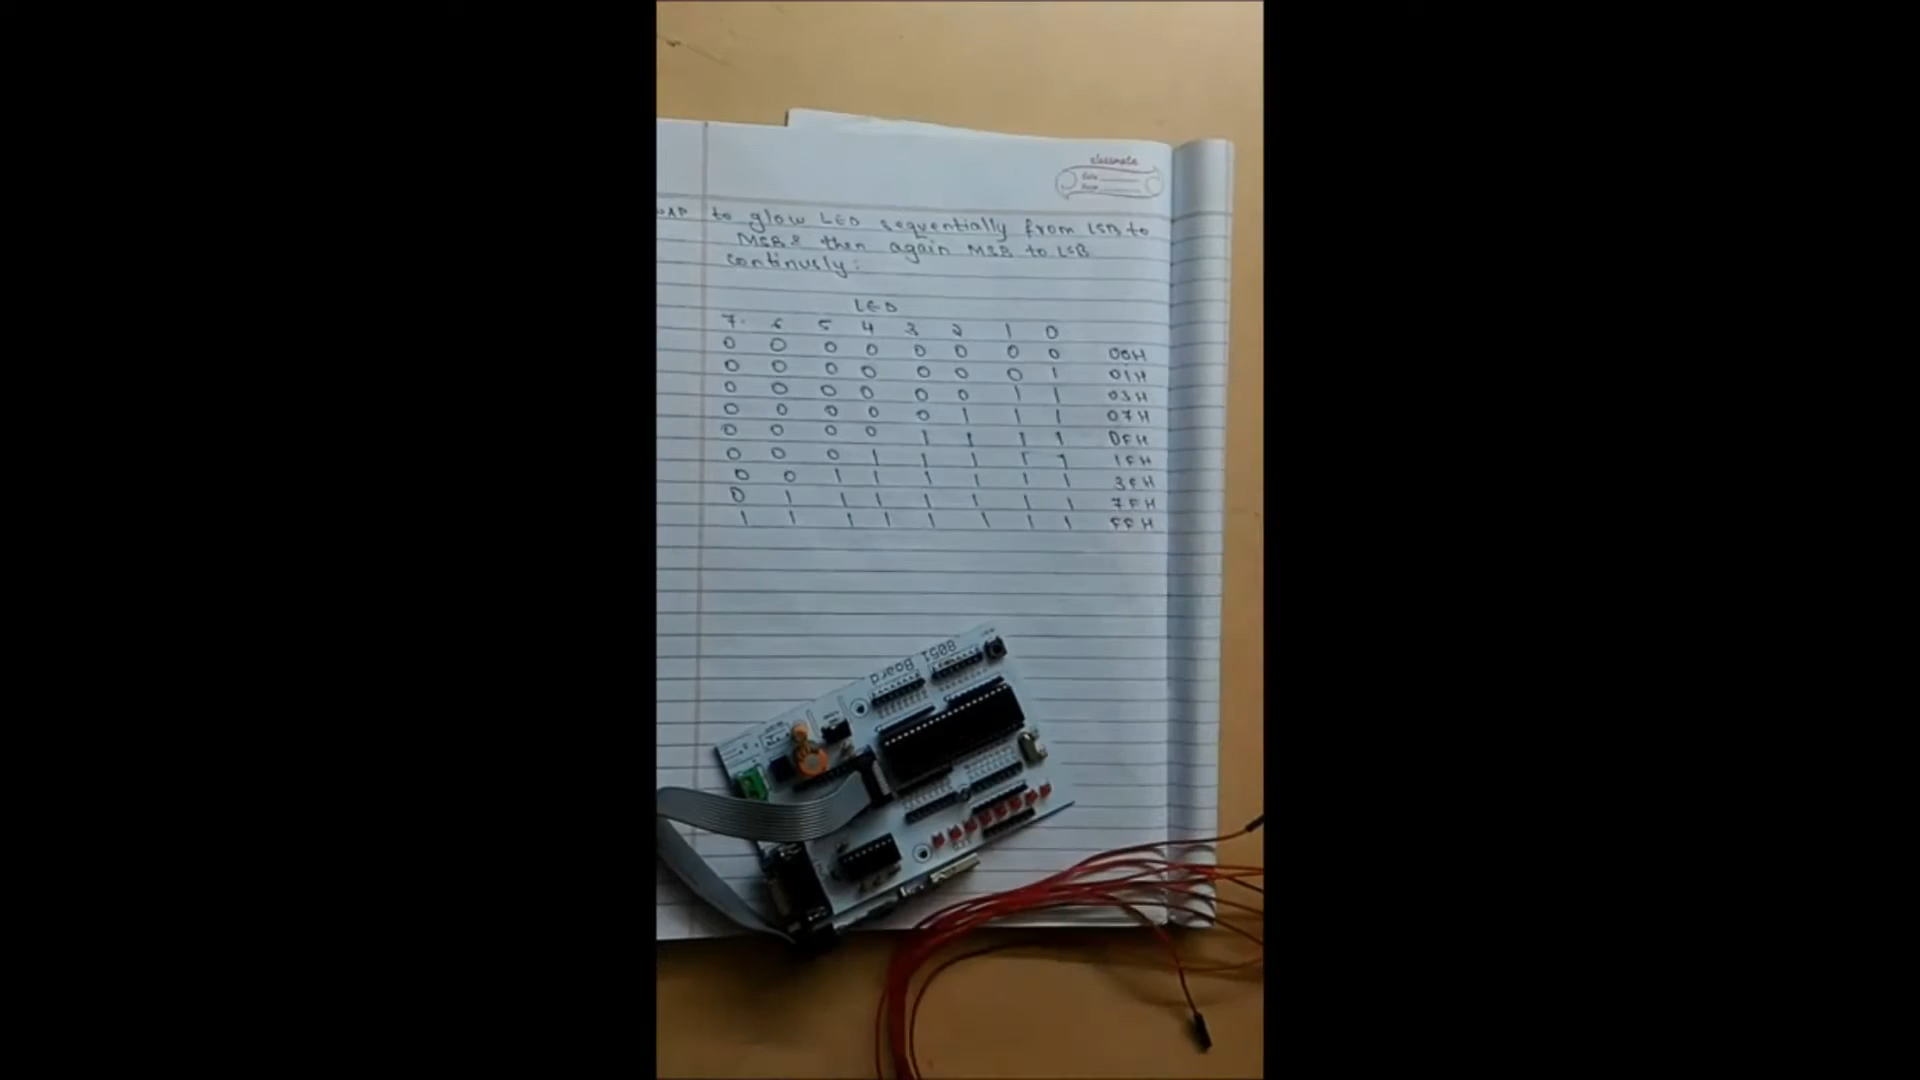 classmate
Date
Page
WAP to glow LED sequentially from LSB to
MSB & then again MSB to LSB
continusly:
LED
7. 6 5 4 3 2 1 0
0 0 0 0 0 0 0 0 00H
0 0 0 0 0 0 0 1 01H
0 0 0 0 0 0 1 1 03H
0 0 0 0 0 1 1 1 07H
0 0 0 0 1 1 1 1 0FH
0 0 0 1 1 1 1 1 1FH
0 0 1 1 1 1 1 1 3FH
0 1 1 1 1 1 1 1 7FH
1 1 1 1 1 1 1 1 FFH
8051 Board
LED